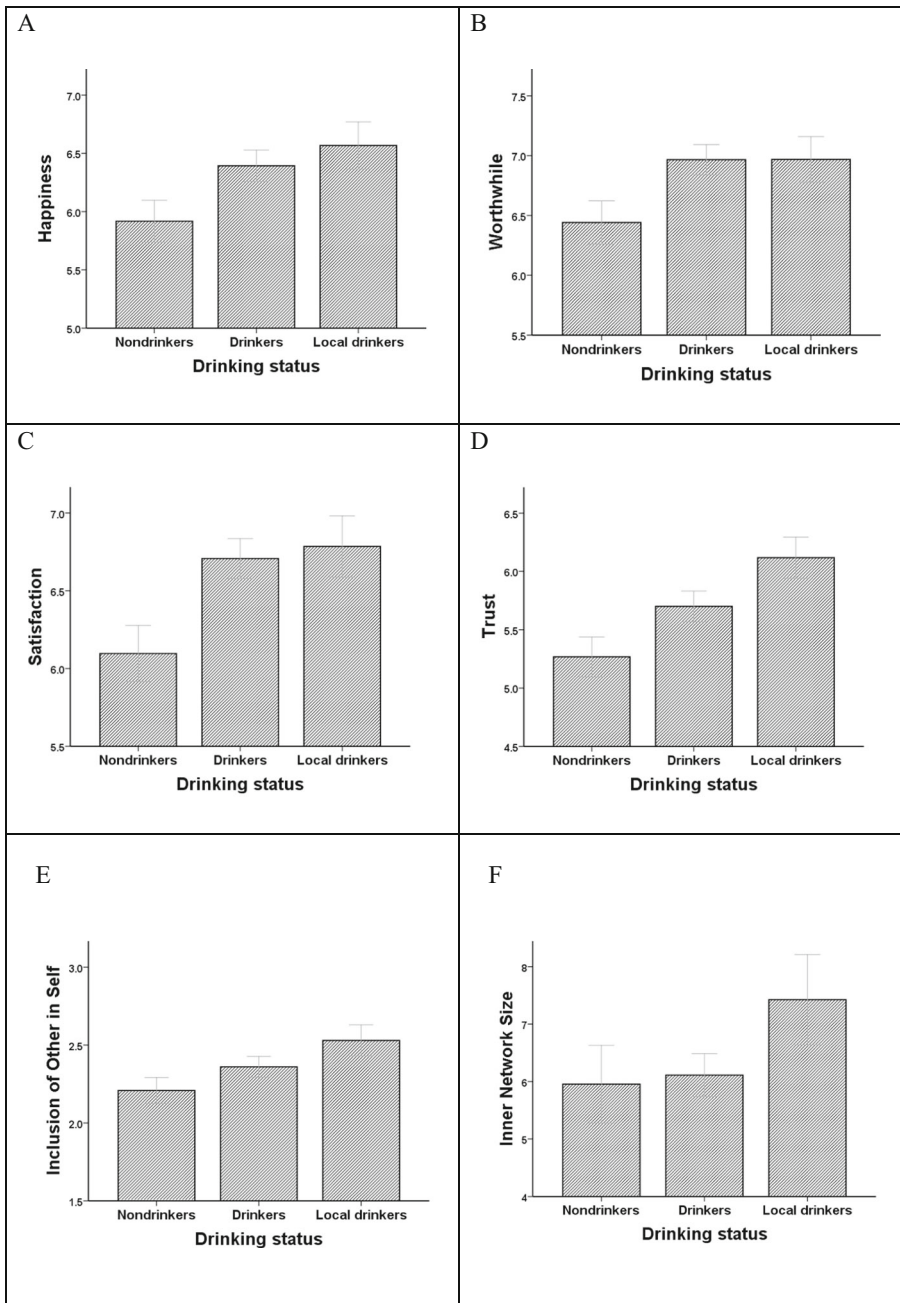 A
Happiness
7.0
6.5
6.0
5.5
5.0
Nondrinkers Drinkers Local drinkers
Drinking status
B
Worthwhile
7.5
7.0
6.5
6.0
5.5
Nondrinkers Drinkers Local drinkers
Drinking status
C
Satisfaction
7.0
6.5
6.0
5.5
Nondrinkers Drinkers Local drinkers
Drinking status
D
Trust
6.5
6.0
5.5
5.0
4.5
Nondrinkers Drinkers Local drinkers
Drinking status
E
Inclusion of Other in Self
3.0
2.5
2.0
1.5
Nondrinkers Drinkers Local drinkers
Drinking status
F
Inner Network Size
8
7
6
5
4
Nondrinkers Drinkers Local drinkers
Drinking status